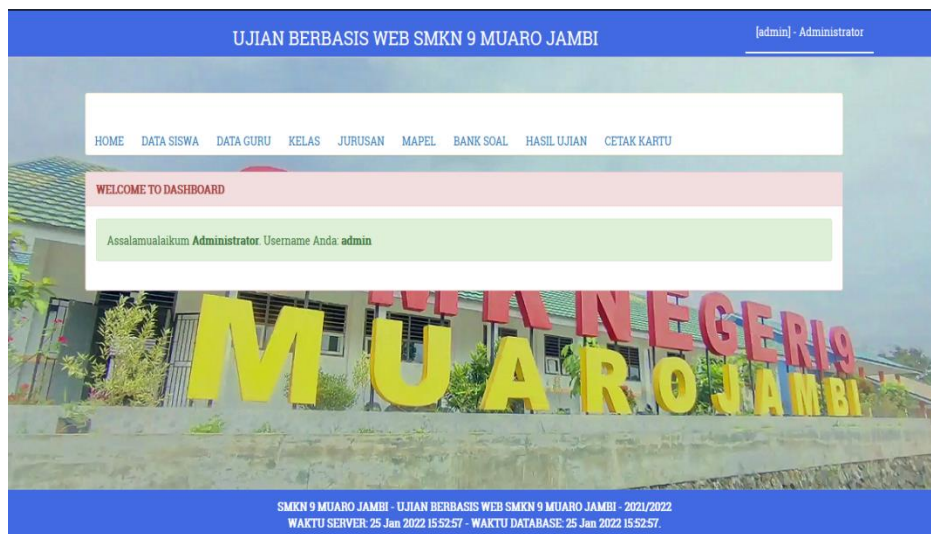 UJIAN BERBASIS WEB SMKN 9 MUARO JAMBI
[admin] - Administrator
HOME DATA SISWA DATA GURU KELAS JURUSAN MAPEL BANK SOAL HASIL UJIAN CETAK KARTU
WELCOME TO DASHBOARD
Assalamualaikum Administrator. Username Anda: admin
MK NEGERI 9
MUARO JAMBI
SMKN 9 MUARO JAMBI - UJIAN BERBASIS WEB SMKN 9 MUARO JAMBI - 2021/2022
WAKTU SERVER: 25 Jan 2022 15:52:57 - WAKTU DATABASE: 25 Jan 2022 15:52:57.